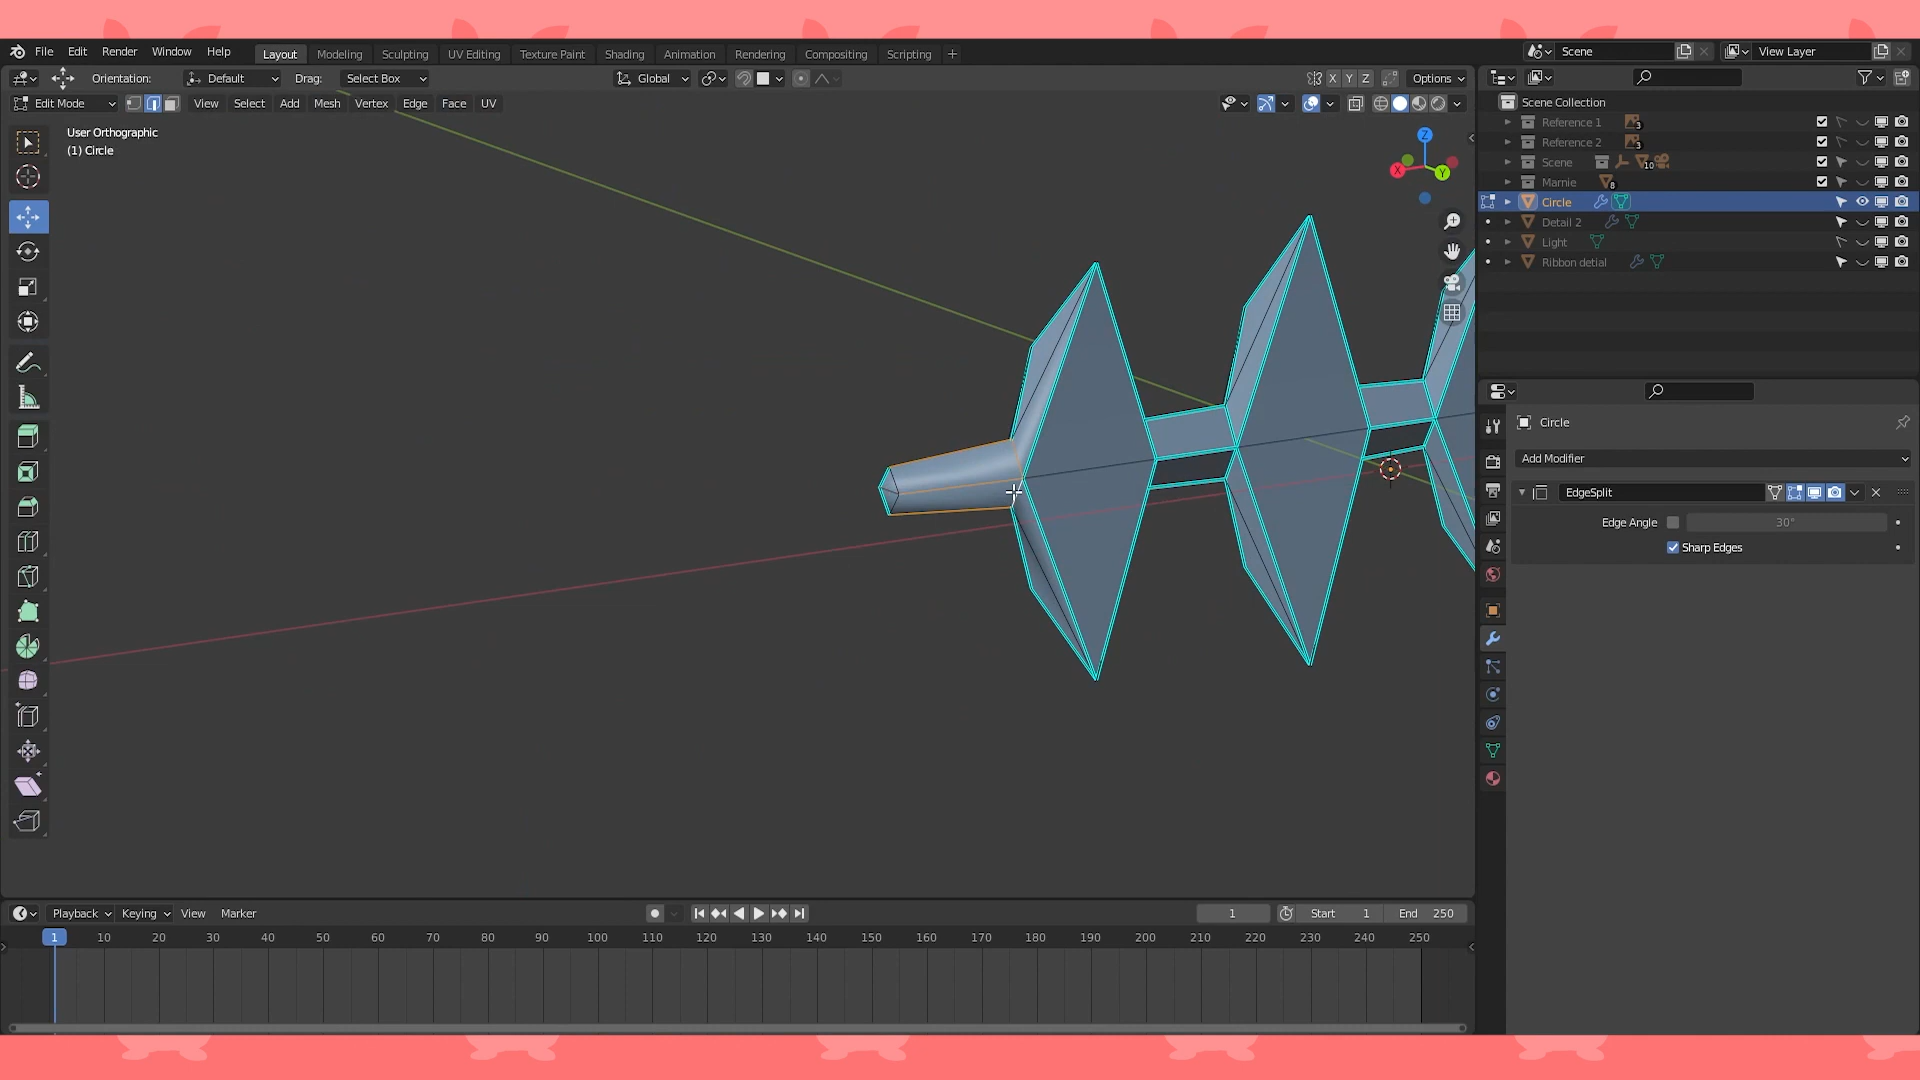 File Edit Render Window Help Layout Modeling Sculpting UV Editing Texture Paint Shading Animation Rendering Compositing Scripting + Scene View Layer
Orientation: Default Drag: Select Box Global X Y Z Options
Edit Mode View Select Add Mesh Vertex Edge Face UV
User Orthographic
(1) Circle
Z
X
Y
Scene Collection
Reference 1 3
Reference 2 3
Scene 10
Marnie 8
Circle
Detail 2
Light
Ribbon detial
Circle
Add Modifier
EdgeSplit
Edge Angle 30°
Sharp Edges
Playback Keying View Marker 1 Start 1 End 250
1 10 20 30 40 50 60 70 80 90 100 110 120 130 140 150 160 170 180 190 200 210 220 230 240 250